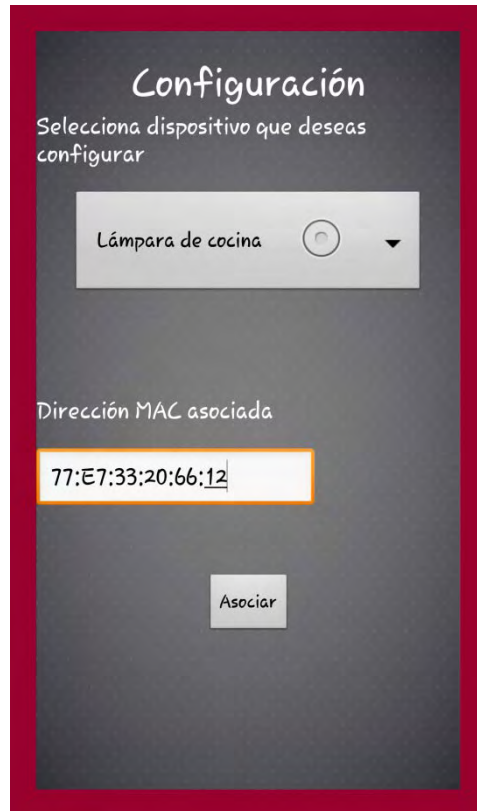 Configuración
Selecciona dispositivo que deseas
configurar
Lámpara de cocina
Dirección MAC asociada
77:E7:33:20:66:12
Asociar